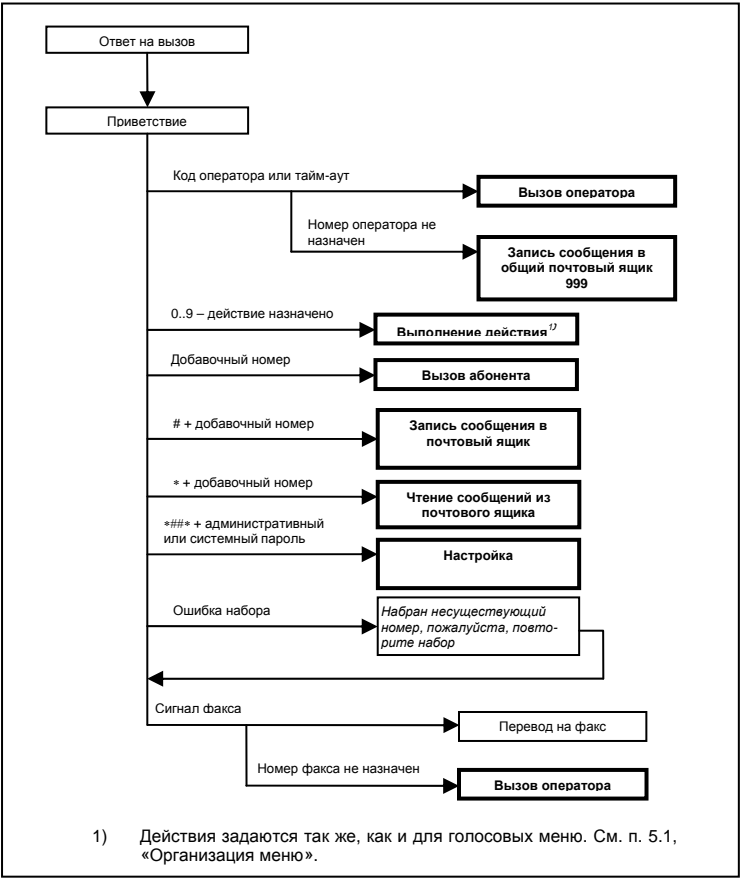 Ответ на вызов
Приветствие
Код оператора или тайм-аут
Вызов оператора
Номер оператора не
назначен
Запись сообщения в
общий почтовый ящик
999
0..9 – действие назначено
Выполнение действия1)
Добавочный номер
Вызов абонента
# + добавочный номер
Запись сообщения в
почтовый ящик
* + добавочный номер
Чтение сообщений из
почтового ящика
*##* + административный
или системный пароль
Настройка
Ошибка набора
Набран несуществующий
номер, пожалуйста, повто-
рите набор
Сигнал факса
Перевод на факс
Номер факса не назначен
Вызов оператора
1) Действия задаются так же, как и для голосовых меню. См. п. 5.1,
«Организация меню».